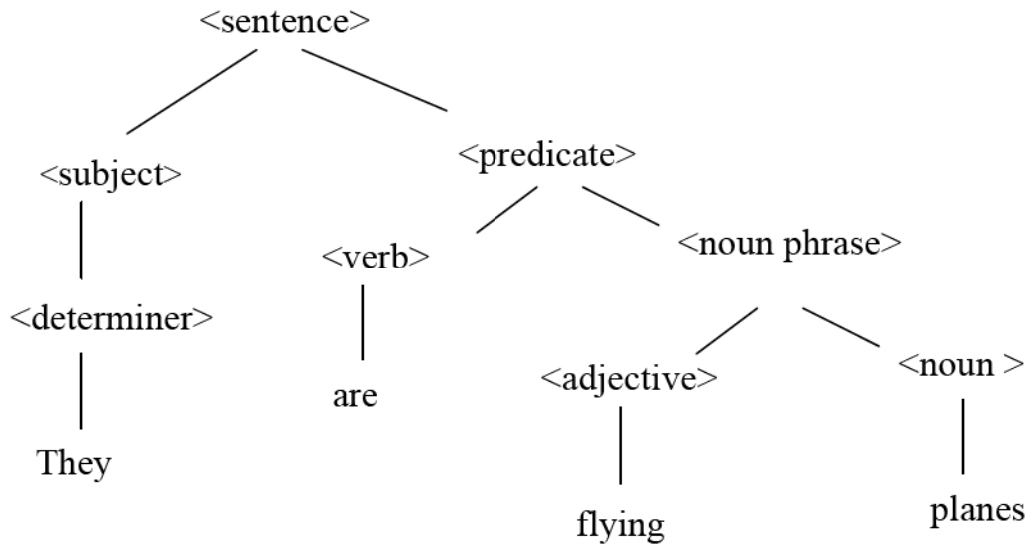 <sentence>
<subject>
<predicate>
<verb>
<noun phrase>
<determiner>
are
<adjective>
<noun >
They
flying
planes